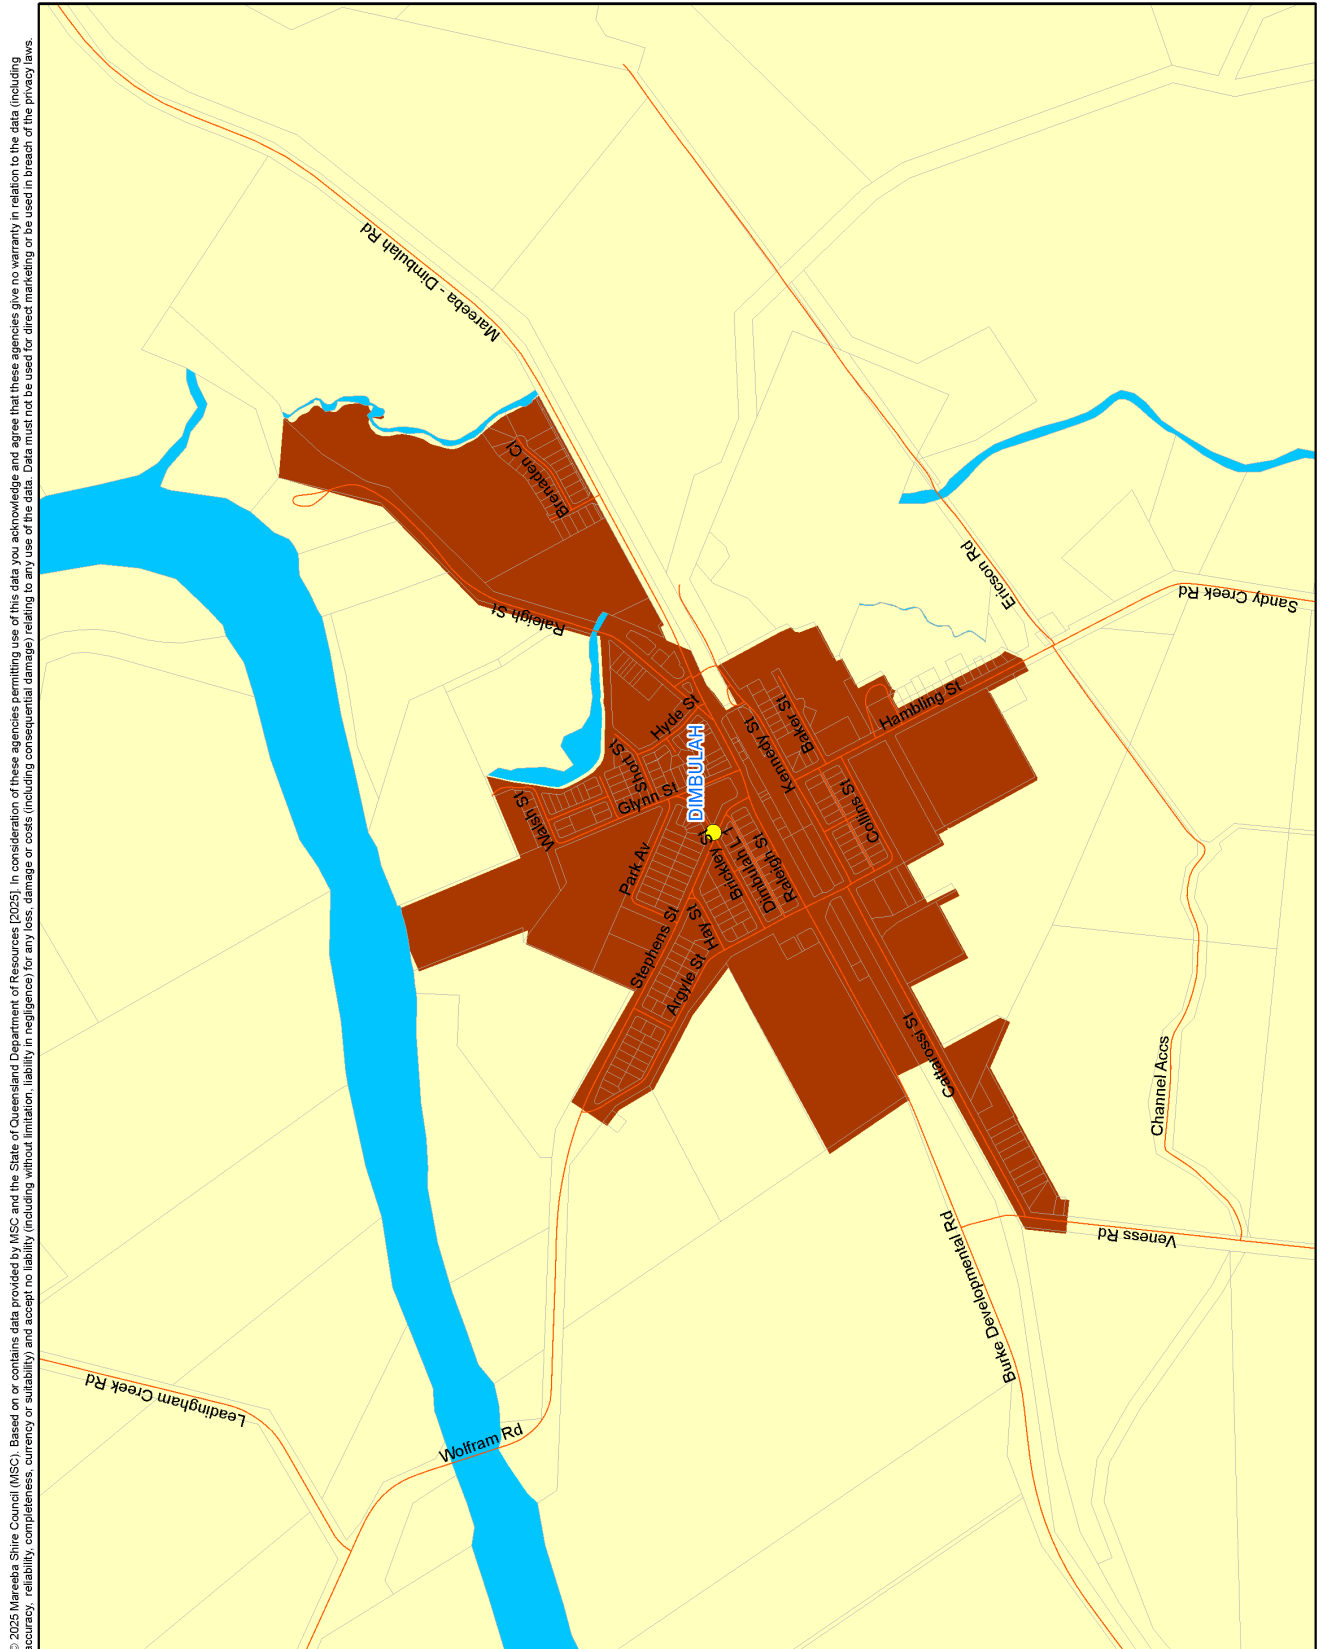 © 2025 Mareeba Shire Council (MSC). Based on or contains data provided by MSC and the State of Queensland Department of Resources [2025]. In consideration of these agencies permitting use of this data you acknowledge and agree that these agencies give no warranty in relation to the data (including
accuracy, reliability, completeness, currency or suitability) and accept no liability (including without limitation, liability in negligence) for any loss, damage or costs (including consequential damage) relating to any use of the data. Data must not be used for direct marketing or be used in breach of the privacy laws.
Mareeba - Dimbulah Rd
Brenaden Cl
Ericson Rd
Sandy Creek Rd
Raleigh St
Hambling St
Hyde St
Baker St
Kennedy St
Short St
DIMBULAH
Glynn St
Walsh St
Collins St
Park Av
Brickley St
Dimbulah L
Raleigh St
Hay St
Stephens St
Argyle St
Cattarossi St
Channel Accs
Veness Rd
Burke Developmental Rd
Leadingham Creek Rd
Wolfram Rd